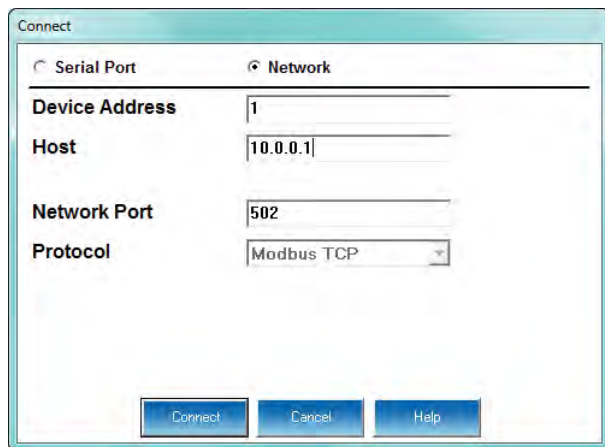 Connect
Serial Port Network
Device Address 1
Host 10.0.0.1
Network Port 502
Protocol Modbus TCP
Connect Cancel Help